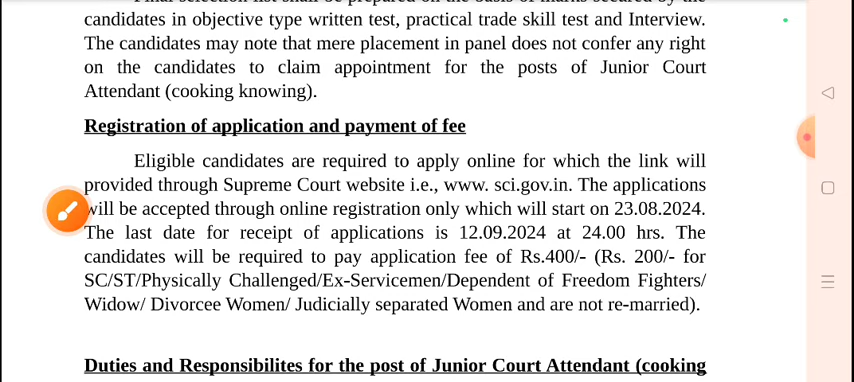 candidates in objective type written test, practical trade skill test and Interview.
The candidates may note that mere placement in panel does not confer any right
on the candidates to claim appointment for the posts of Junior Court
Attendant (cooking knowing).
Registration of application and payment of fee
Eligible candidates are required to apply online for which the link will
provided through Supreme Court website i.e., www. sci.gov.in. The applications
will be accepted through online registration only which will start on 23.08.2024.
The last date for receipt of applications is 12.09.2024 at 24.00 hrs. The
candidates will be required to pay application fee of Rs.400/- (Rs. 200/- for
SC/ST/Physically Challenged/Ex-Servicemen/Dependent of Freedom Fighters/
Widow/ Divorcee Women/ Judicially separated Women and are not re-married).
Duties and Responsibilites for the post of Junior Court Attendant (cooking